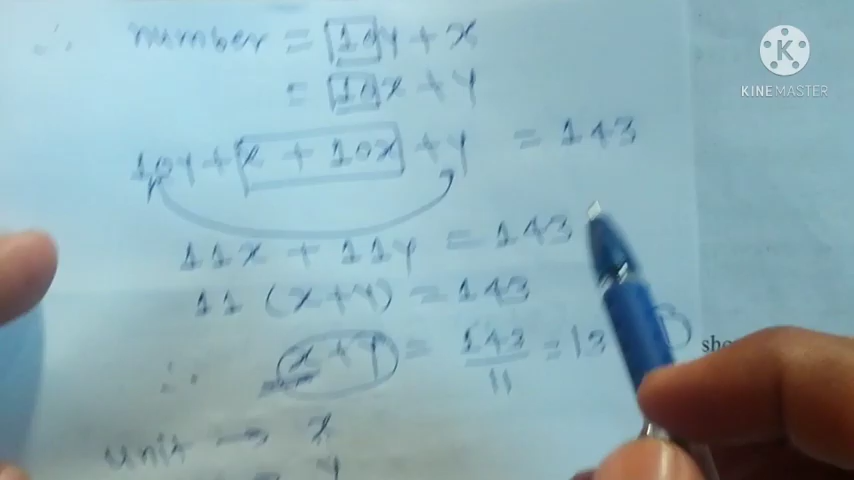 ∴ number = 10y + x
= 10x + y
10y + x + 10x + y = 143
11x + 11y = 143
11 (x+y) = 143
∴ x + y = 143/11 = 13
unit → x
y
K
KINEMASTER